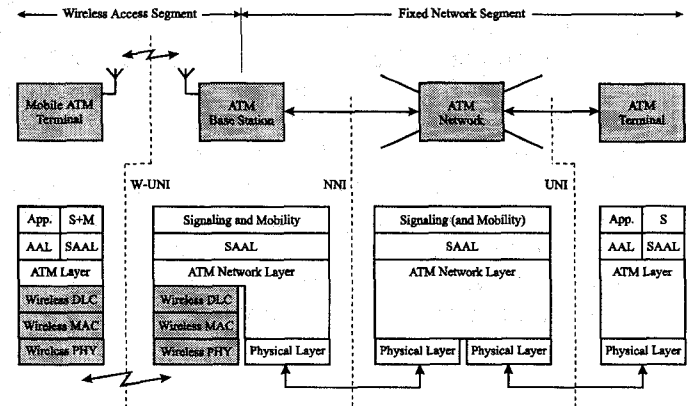 Wireless Access Segment
Fixed Network Segment
Mobile ATM
Terminal
ATM
Base Station
ATM
Network
ATM
Terminal
W-UNI
NNI
UNI
App.
S+M
AAL
SAAL
ATM Layer
Wireless DLC
Wireless MAC
Wireless PHY
Signaling and Mobility
SAAL
ATM Network Layer
Wireless DLC
Wireless MAC
Wireless PHY
Physical Layer
Signaling (and Mobility)
SAAL
ATM Network Layer
Physical Layer
Physical Layer
App.
S
AAL
SAAL
ATM Layer
Physical Layer